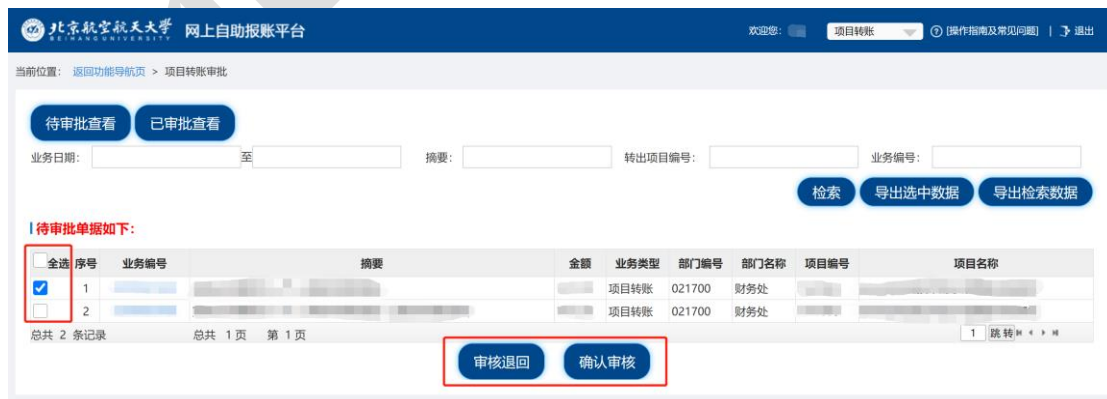 北京航空航天大学 网上自助报账平台 欢迎您: 项目转账 ? [操作指南及常见问题] | 退出
BEIHANG UNIVERSITY
当前位置: 返回功能导航页 > 项目转账审批
待审批查看 已审批查看
业务日期: 至 摘要: 转出项目编号: 业务编号:
检索 导出选中数据 导出检索数据
待审批单据如下:
全选 序号 业务编号 摘要 金额 业务类型 部门编号 部门名称 项目编号 项目名称
1 项目转账 021700 财务处
2 项目转账 021700 财务处
总共 2 条记录 总共 1 页 第 1 页 1 跳转
审核退回 确认审核